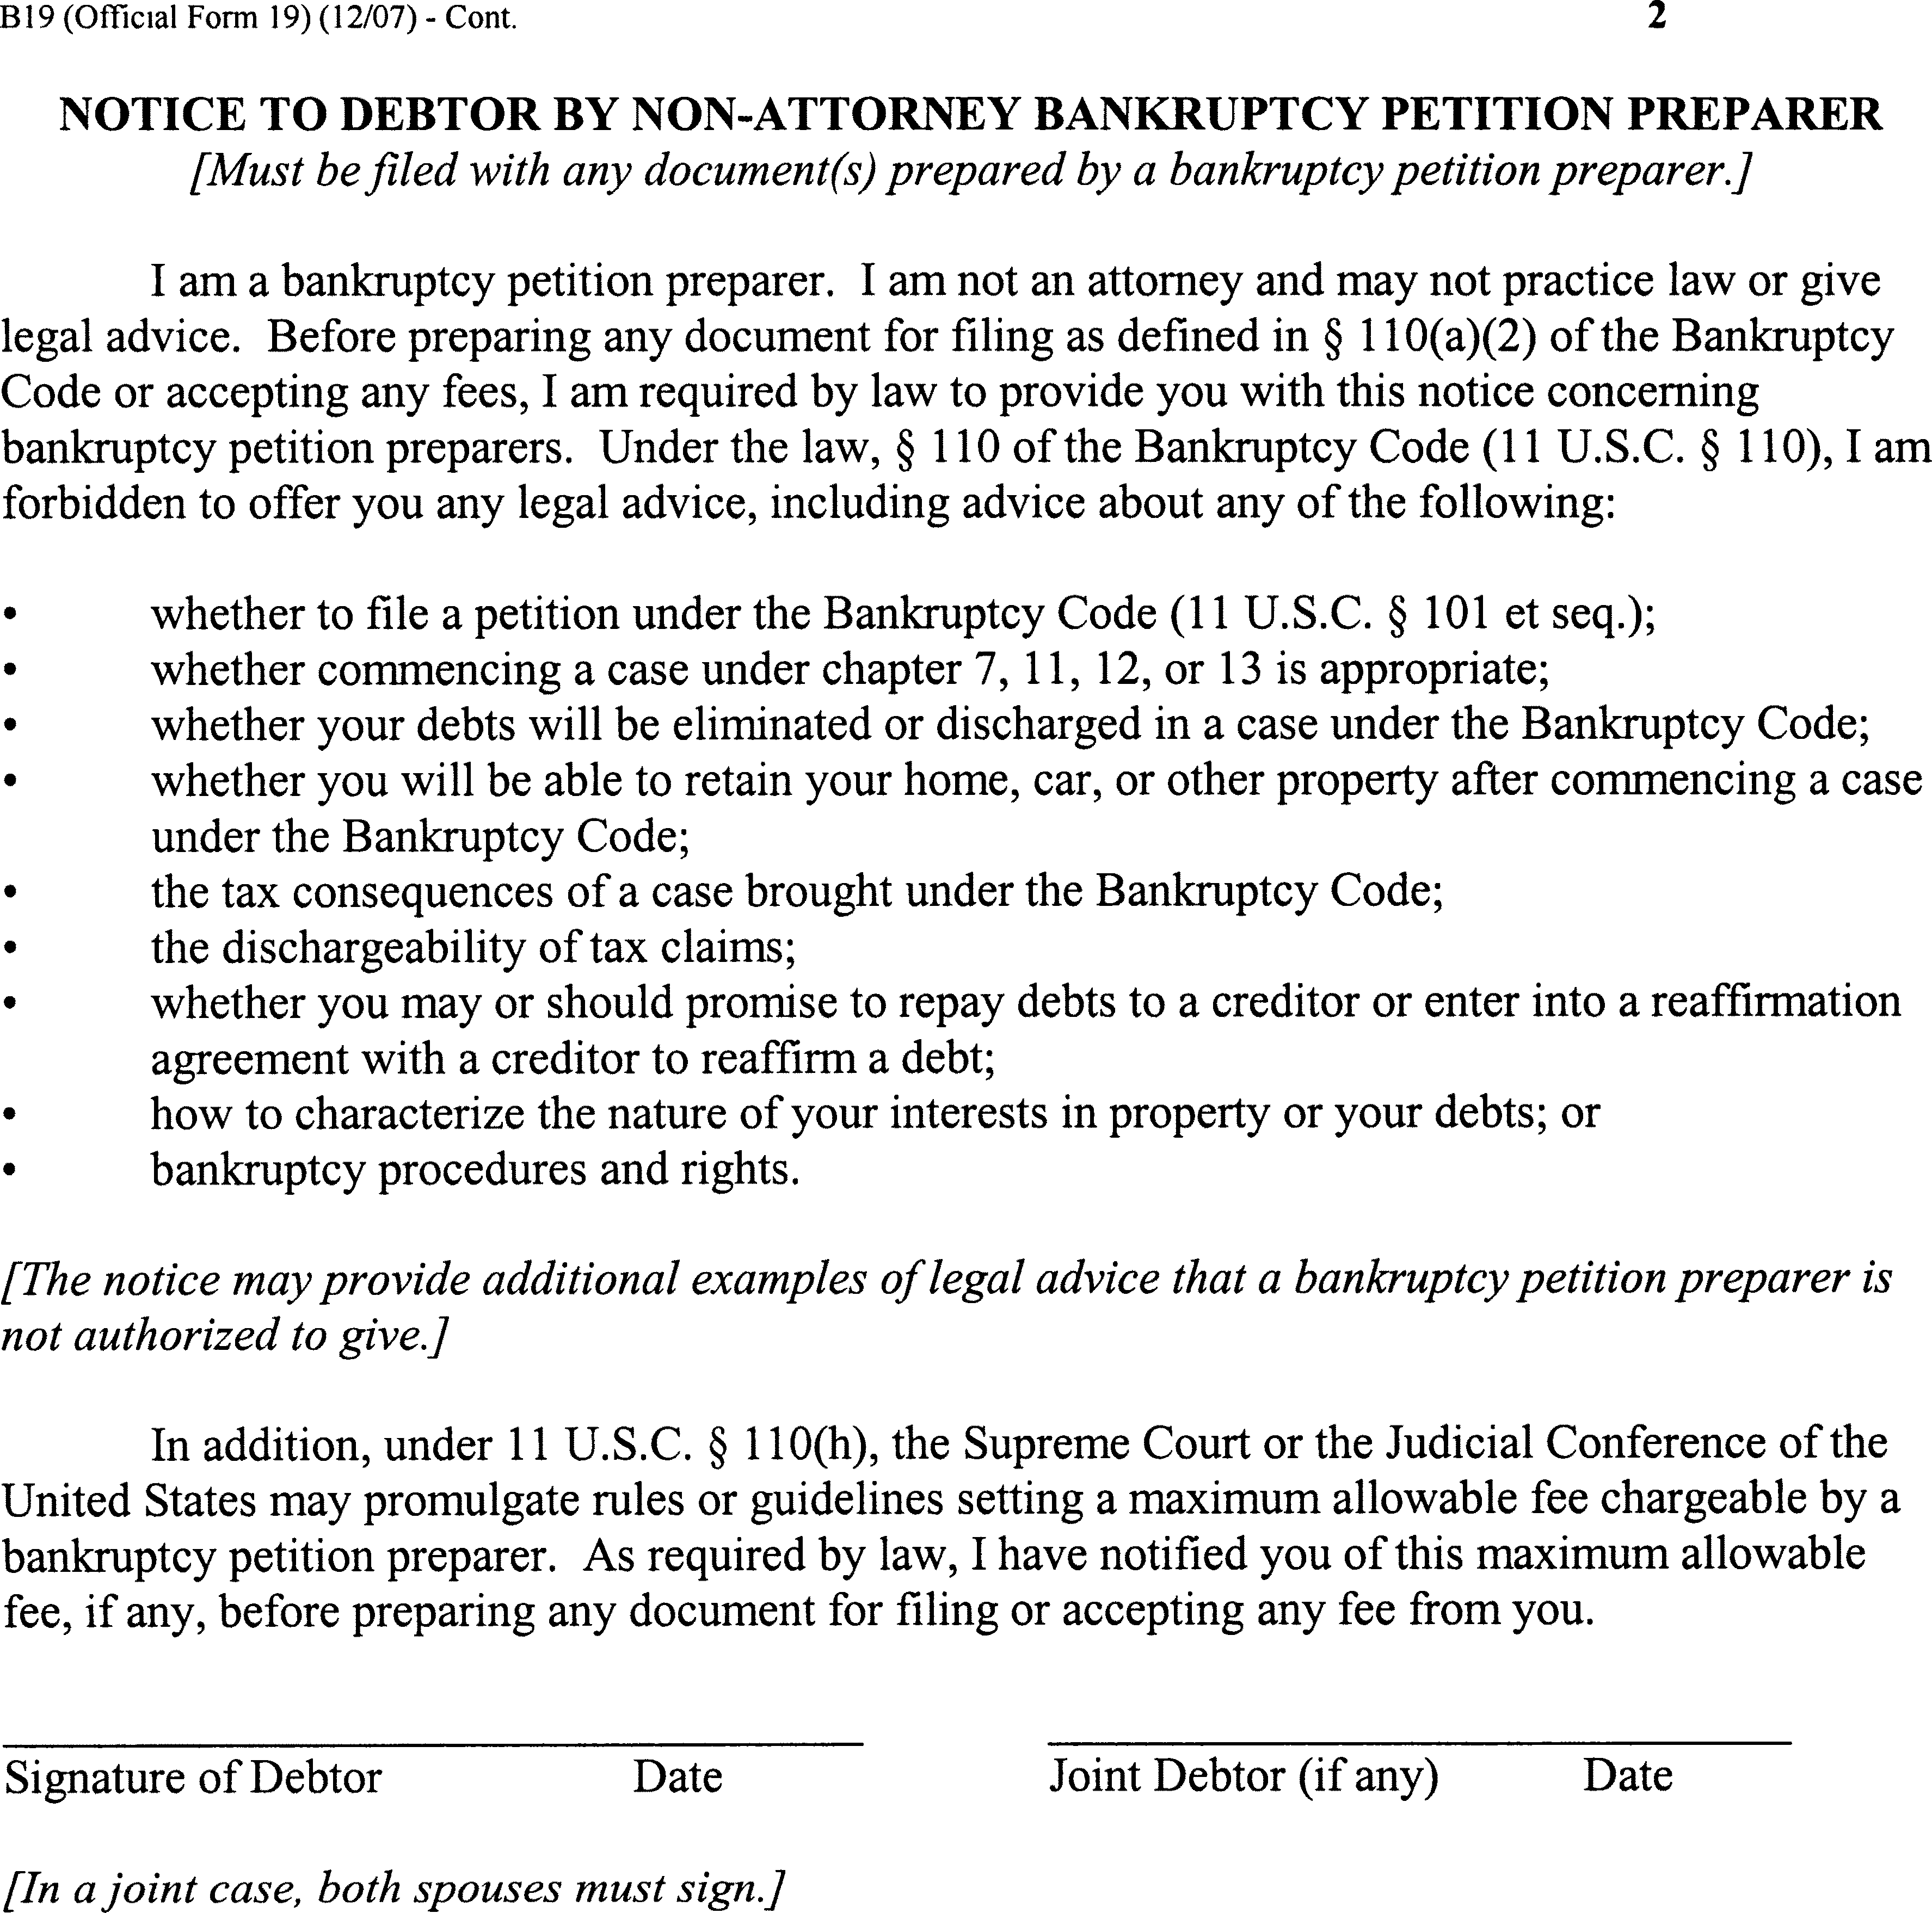 B19 (Official Form 19) (12/07) - Cont. 2
NOTICE TO DEBTOR BY NON-ATTORNEY BANKRUPTCY PETITION PREPARER
[Must be filed with any document(s) prepared by a bankruptcy petition preparer.]
I am a bankruptcy petition preparer. I am not an attorney and may not practice law or give
legal advice. Before preparing any document for filing as defined in § 110(a)(2) of the Bankruptcy
Code or accepting any fees, I am required by law to provide you with this notice concerning
bankruptcy petition preparers. Under the law, § 110 of the Bankruptcy Code (11 U.S.C. § 110), I am
forbidden to offer you any legal advice, including advice about any of the following:
• whether to file a petition under the Bankruptcy Code (11 U.S.C. § 101 et seq.);
• whether commencing a case under chapter 7, 11, 12, or 13 is appropriate;
• whether your debts will be eliminated or discharged in a case under the Bankruptcy Code;
• whether you will be able to retain your home, car, or other property after commencing a case
under the Bankruptcy Code;
• the tax consequences of a case brought under the Bankruptcy Code;
• the dischargeability of tax claims;
• whether you may or should promise to repay debts to a creditor or enter into a reaffirmation
agreement with a creditor to reaffirm a debt;
• how to characterize the nature of your interests in property or your debts; or
• bankruptcy procedures and rights.
[The notice may provide additional examples of legal advice that a bankruptcy petition preparer is
not authorized to give.]
In addition, under 11 U.S.C. § 110(h), the Supreme Court or the Judicial Conference of the
United States may promulgate rules or guidelines setting a maximum allowable fee chargeable by a
bankruptcy petition preparer. As required by law, I have notified you of this maximum allowable
fee, if any, before preparing any document for filing or accepting any fee from you.
Signature of Debtor Date Joint Debtor (if any) Date
[In a joint case, both spouses must sign.]